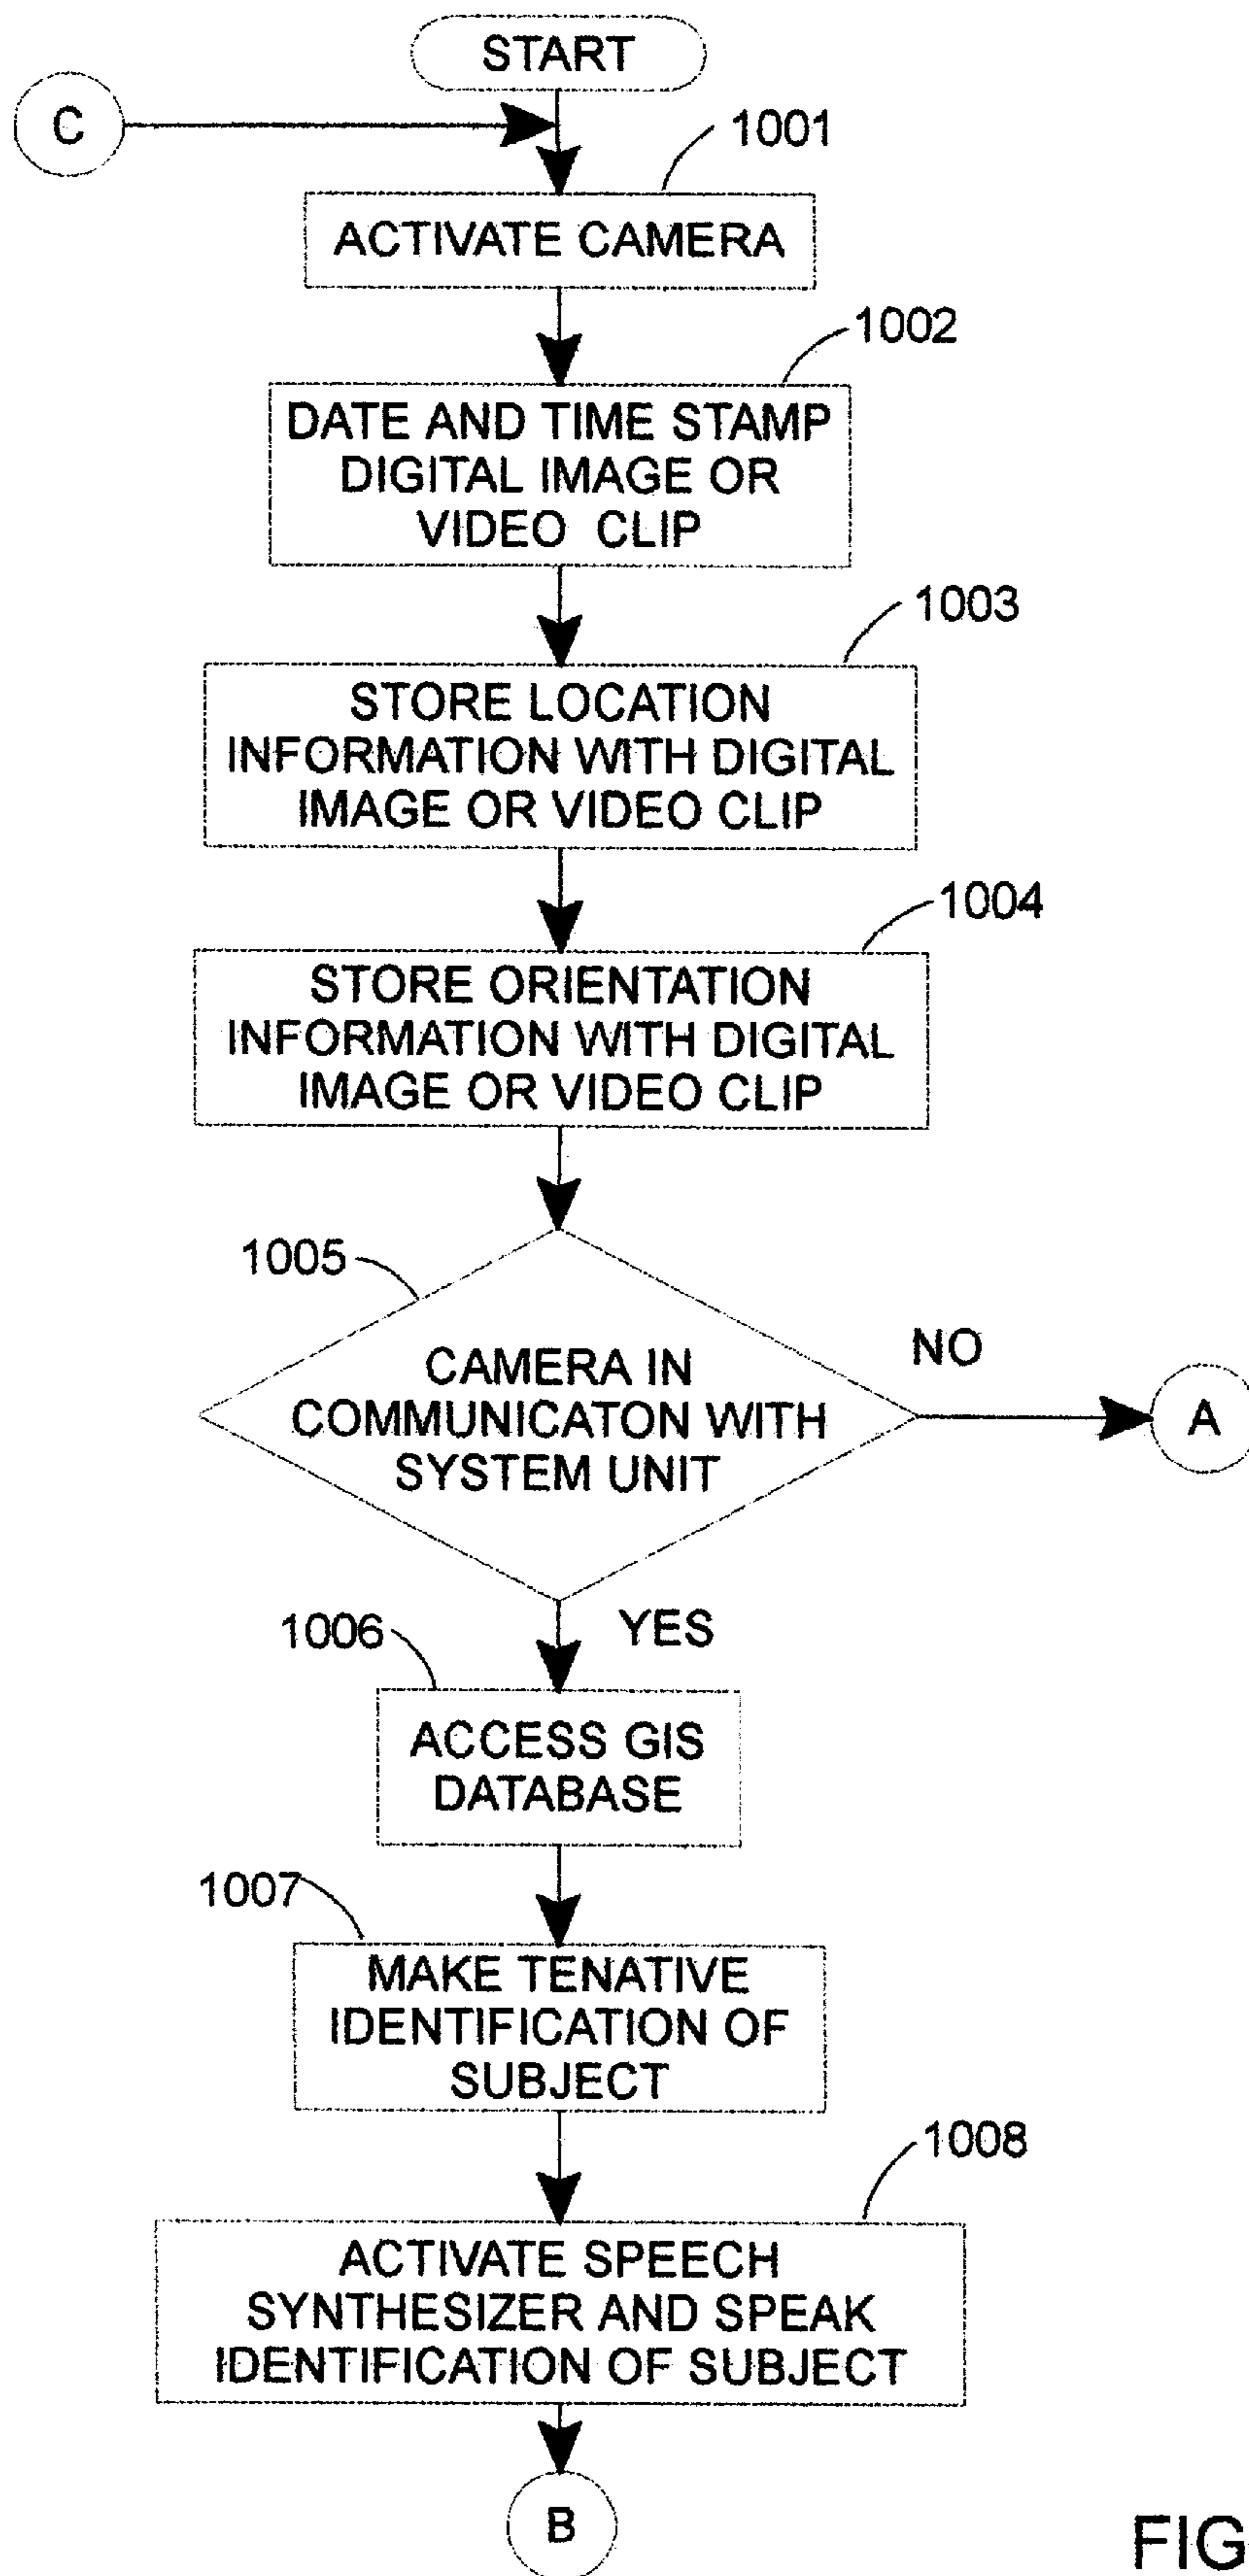 START
C
1001
ACTIVATE CAMERA
1002
DATE AND TIME STAMP
DIGITAL IMAGE OR
VIDEO CLIP
1003
STORE LOCATION
INFORMATION WITH DIGITAL
IMAGE OR VIDEO CLIP
1004
STORE ORIENTATION
INFORMATION WITH DIGITAL
IMAGE OR VIDEO CLIP
1005
CAMERA IN
COMMUNICATON WITH
SYSTEM UNIT
NO
A
YES
1006
ACCESS GIS
DATABASE
1007
MAKE TENATIVE
IDENTIFICATION OF
SUBJECT
1008
ACTIVATE SPEECH
SYNTHESIZER AND SPEAK
IDENTIFICATION OF SUBJECT
B
FIG